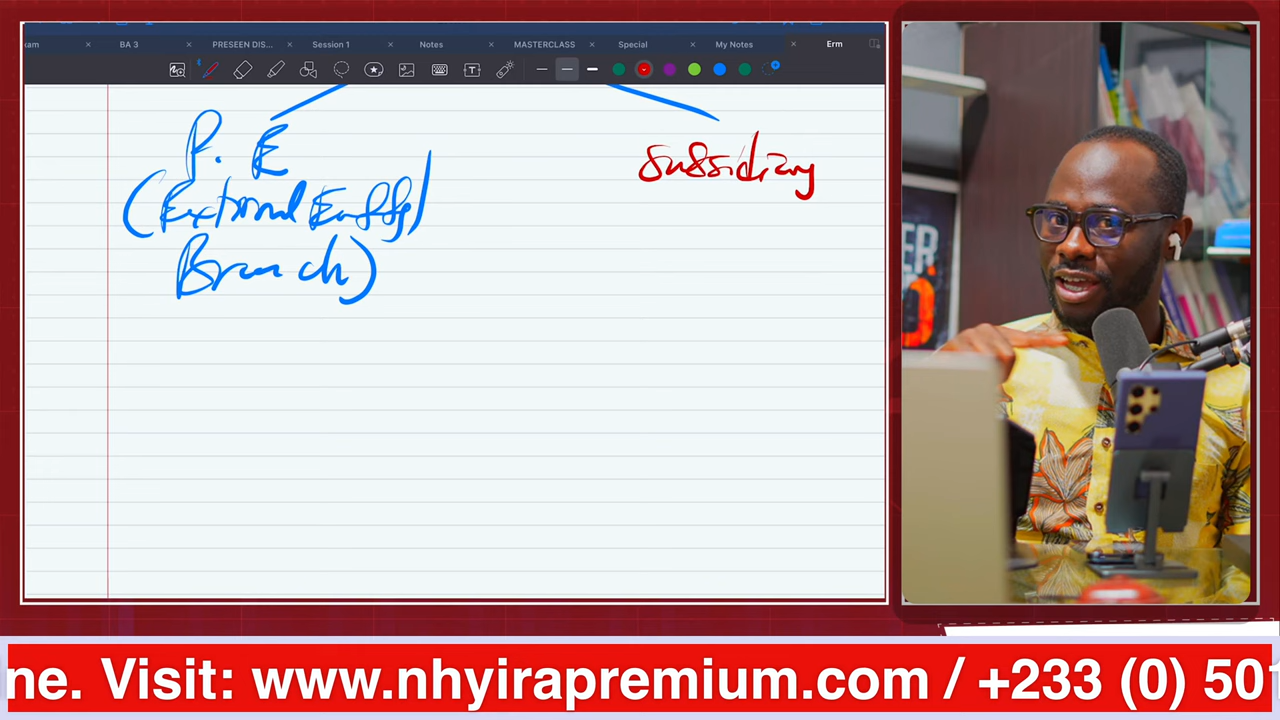 am
BA 3
PRESEEN DIS...
Session 1
Notes
MASTERCLASS
Special
My Notes
Erm
P. E
(External
Branch)
Subsidiary
ne. Visit: www.nhyirapremium.com / +233 (0) 50